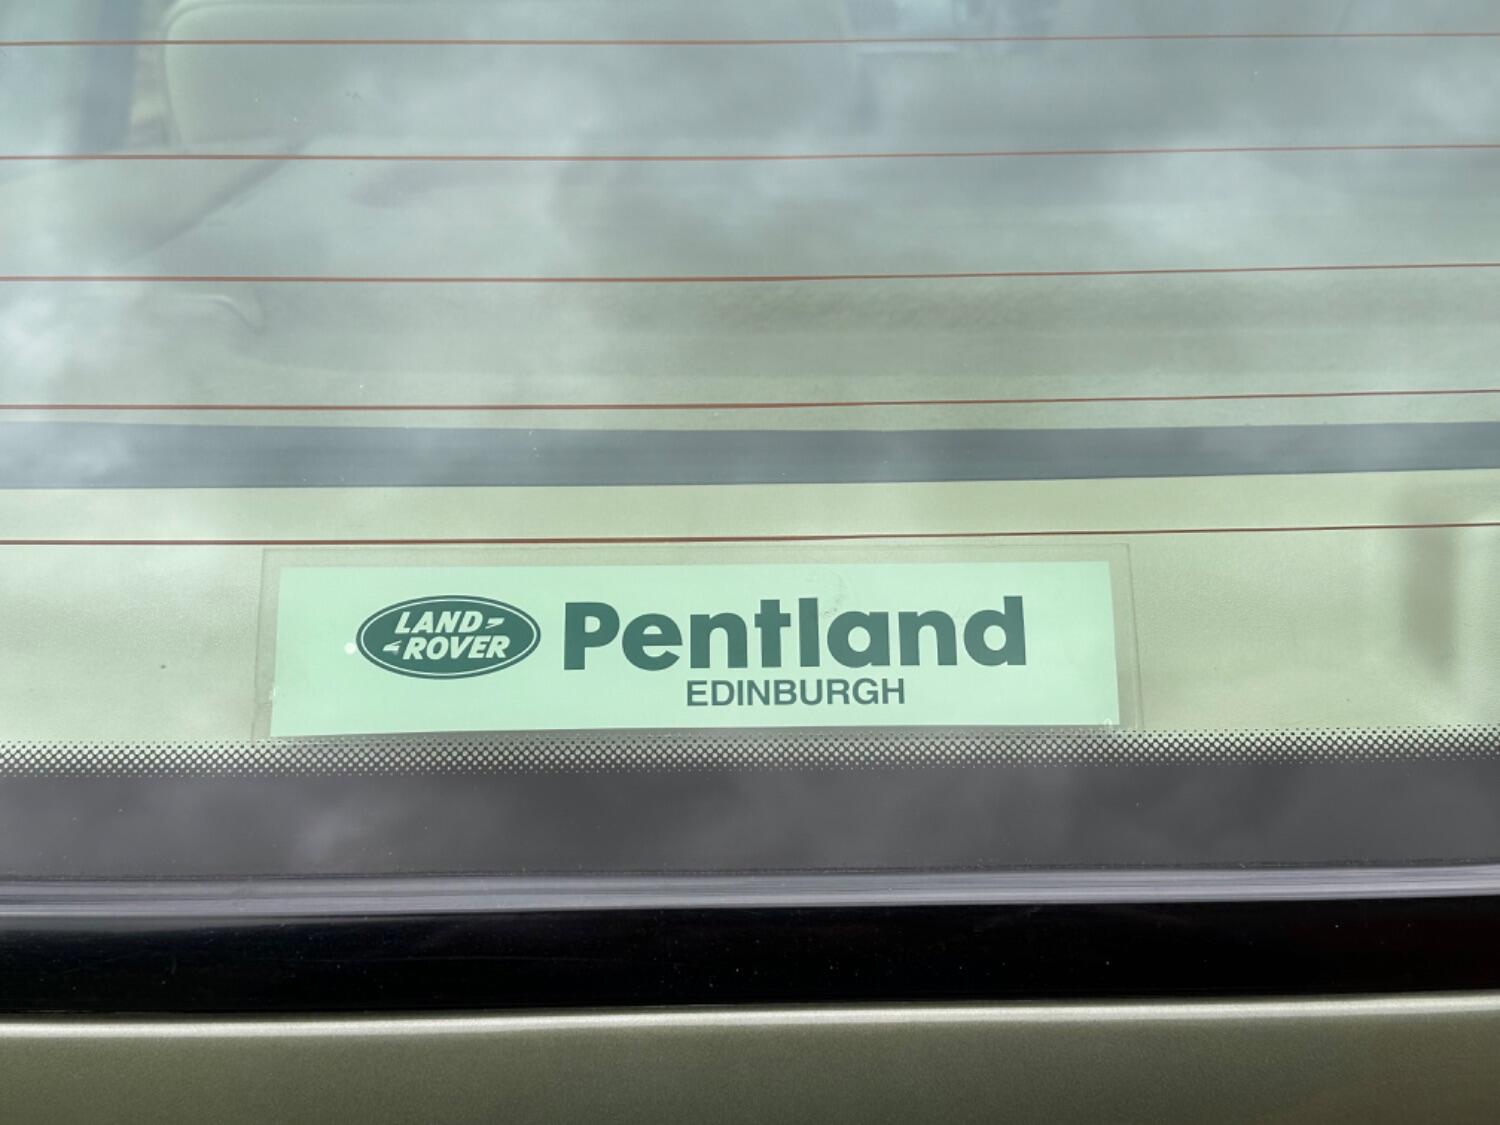 LAND-
-ROVER
Pentland
EDINBURGH